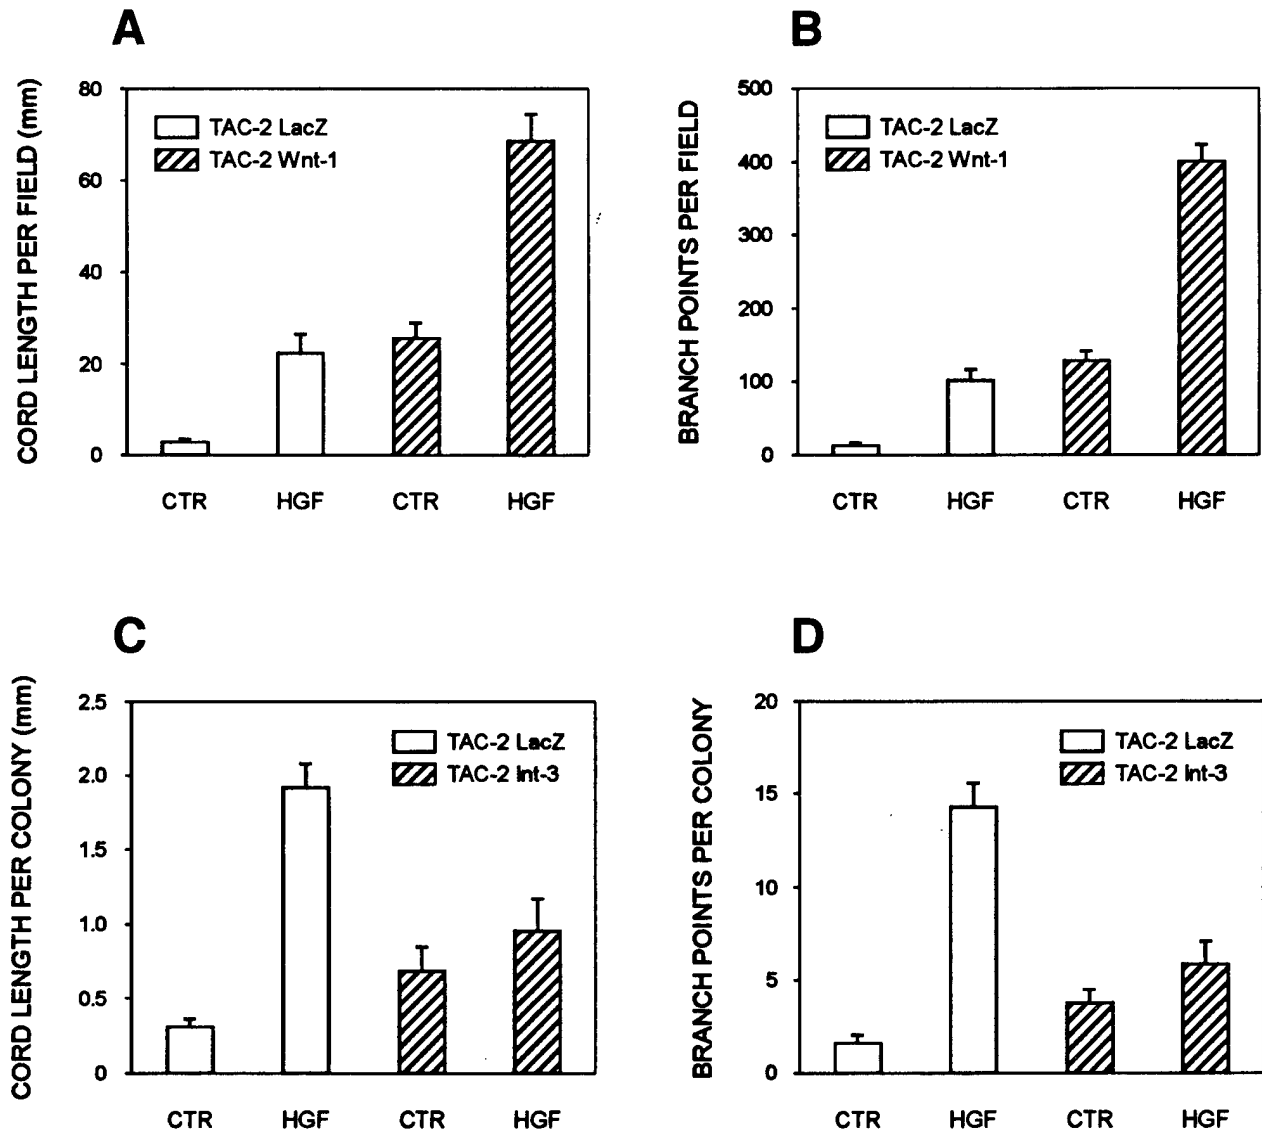 A
CORD LENGTH PER FIELD (mm)
80
60
40
20
0
TAC-2 LacZ
TAC-2 Wnt-1
CTR HGF CTR HGF
B
BRANCH POINTS PER FIELD
500
400
300
200
100
0
TAC-2 LacZ
TAC-2 Wnt-1
CTR HGF CTR HGF
C
CORD LENGTH PER COLONY (mm)
2.5
2.0
1.5
1.0
0.5
0
TAC-2 LacZ
TAC-2 Int-3
CTR HGF CTR HGF
D
BRANCH POINTS PER COLONY
20
15
10
5
0
TAC-2 LacZ
TAC-2 Int-3
CTR HGF CTR HGF